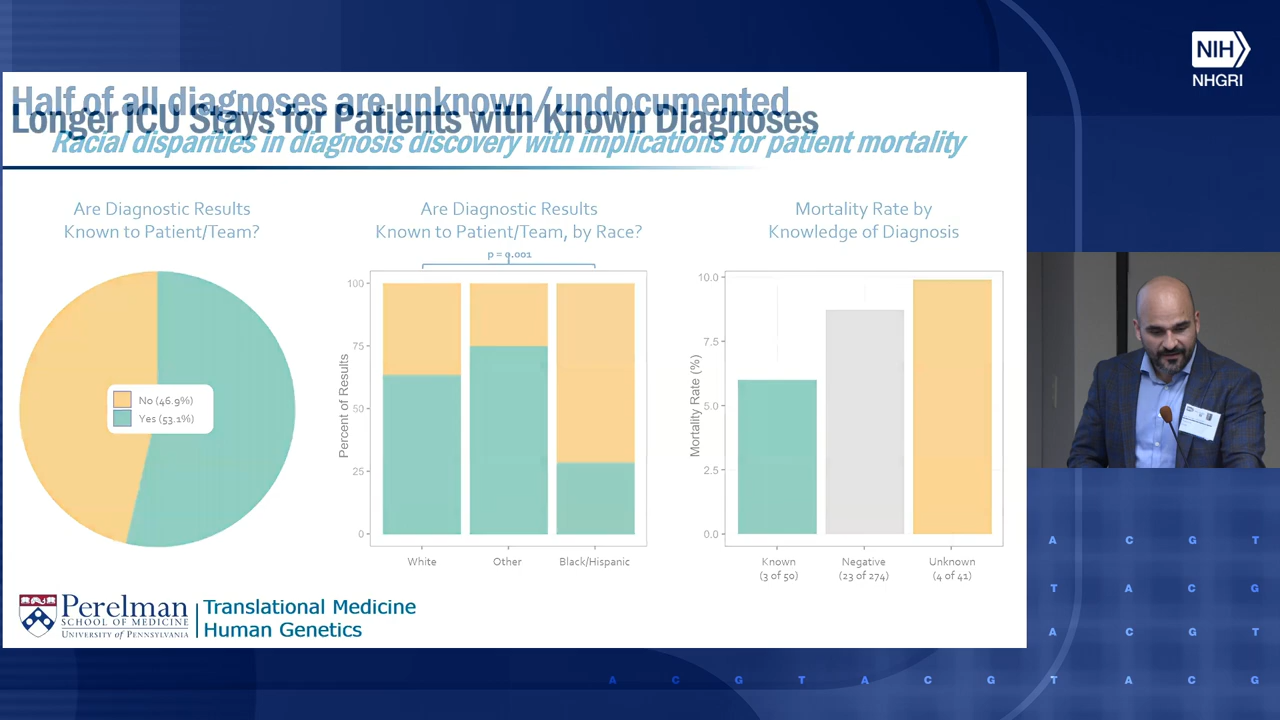 NIH
NHGRI
Half of all diagnoses are unknown/undocumented
Longer ICU Stays for Patients with Known Diagnoses
Racial disparities in diagnosis discovery with implications for patient mortality
Are Diagnostic Results
Known to Patient/Team?
No (46.9%)
Yes (53.1%)
Are Diagnostic Results
Known to Patient/Team, by Race?
p = 0.001
Percent of Results
100
75
50
25
0
White
Other
Black/Hispanic
Mortality Rate by
Knowledge of Diagnosis
Mortality Rate (%)
10.0
7.5
5.0
2.5
0.0
Known
(3 of 50)
Negative
(23 of 274)
Unknown
(4 of 41)
Perelman
SCHOOL OF MEDICINE
UNIVERSITY of PENNSYLVANIA
Translational Medicine
Human Genetics
A C G T
T A C G
A C G T
A C G T A C G T A C G